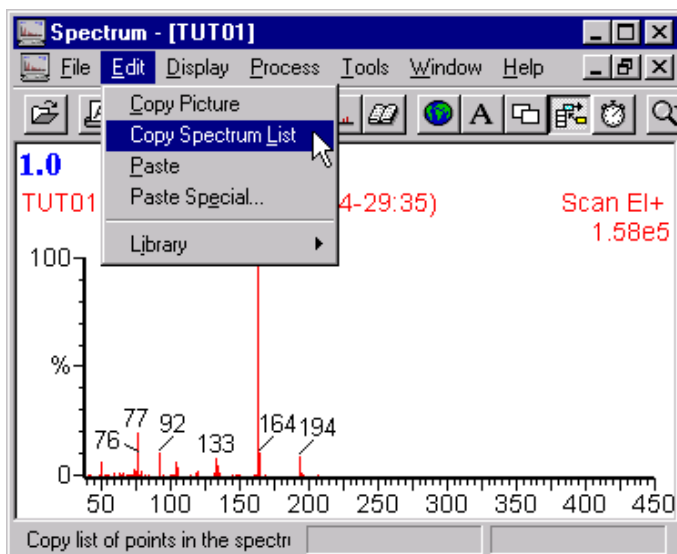 Spectrum - [TUT01]
File Edit Display Process Tools Window Help
A
Copy Picture
Copy Spectrum List
Paste
Paste Special...
Library
1.0
TUT01 4-29:35) Scan EI+
1.58e5
100
%
0
76 77 92 133 164 194
50 100 150 200 250 300 350 400 450
Copy list of points in the spectr